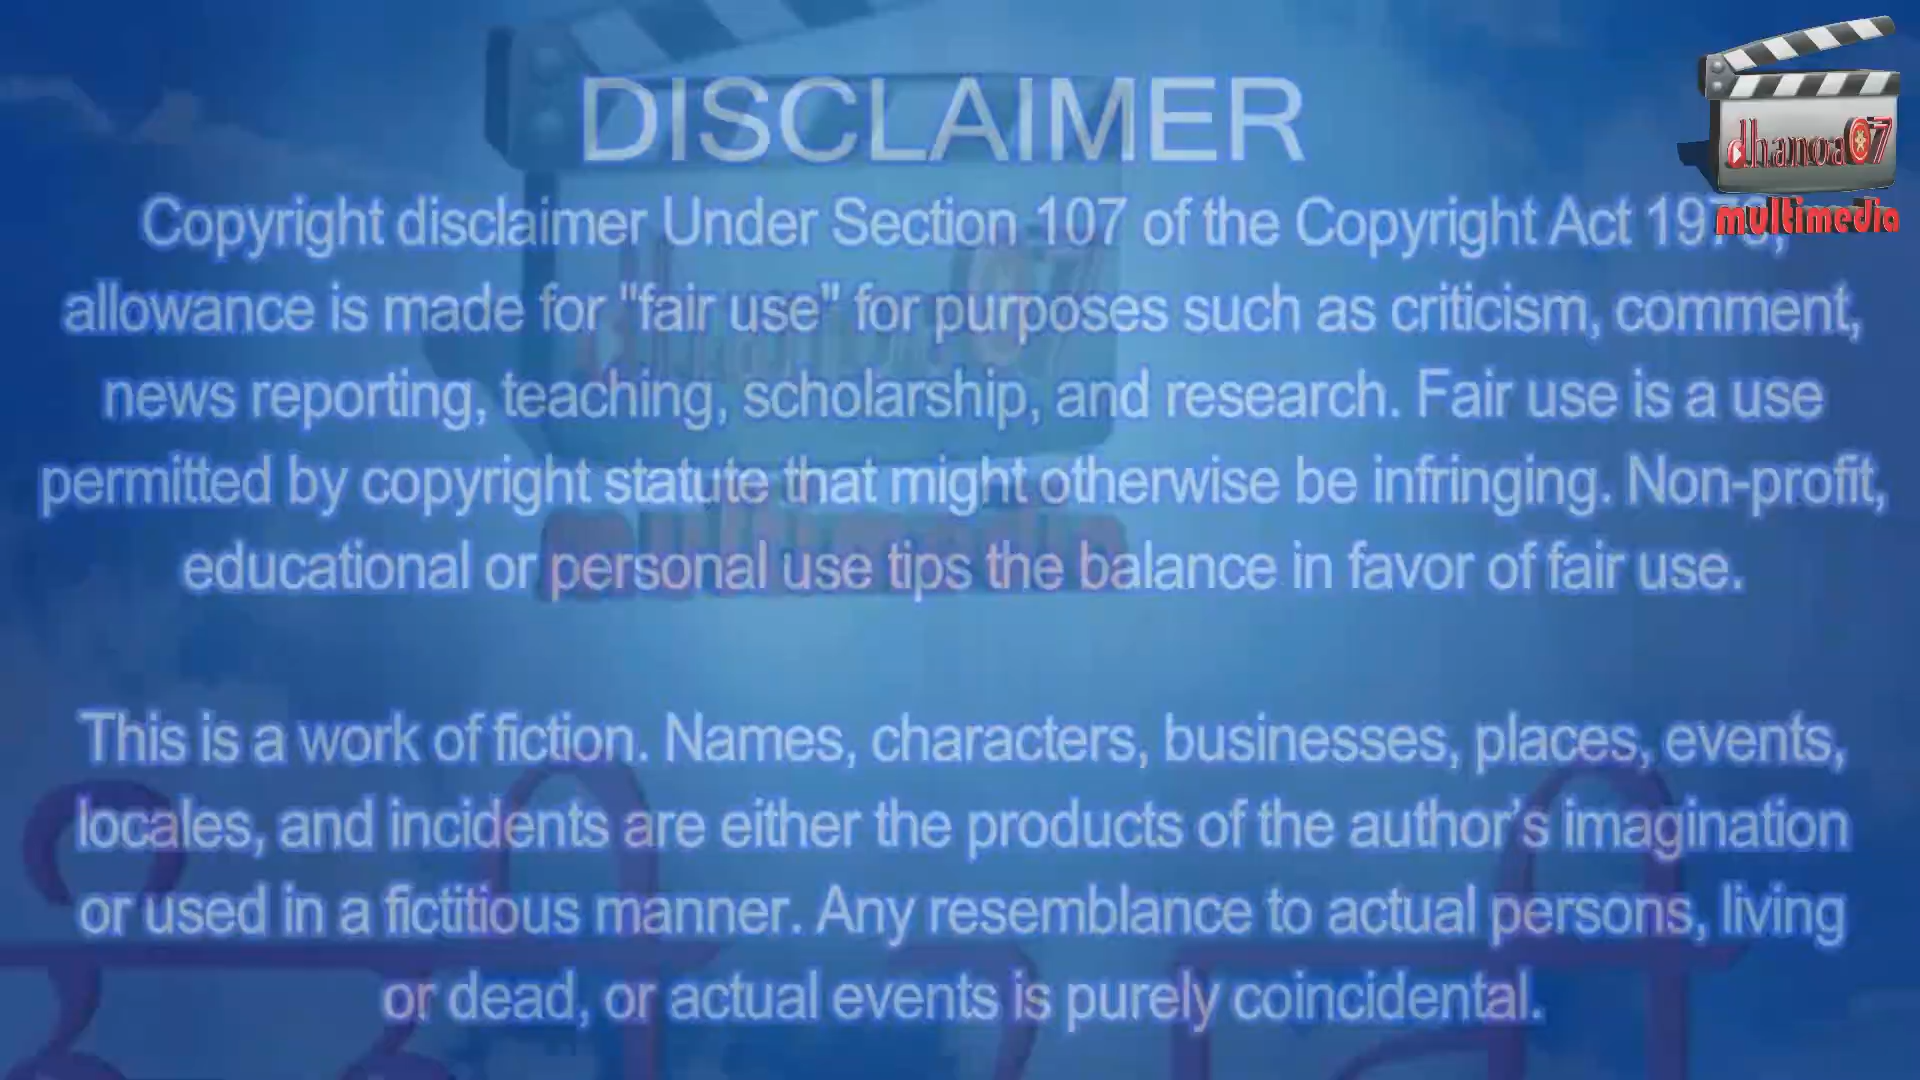 DISCLAIMER
dhanoa07
multimedia
Copyright disclaimer Under Section 107 of the Copyright Act 1976,
allowance is made for "fair use" for purposes such as criticism, comment,
news reporting, teaching, scholarship, and research. Fair use is a use
permitted by copyright statute that might otherwise be infringing. Non-profit,
educational or personal use tips the balance in favor of fair use.
This is a work of fiction. Names, characters, businesses, places, events,
locales, and incidents are either the products of the author's imagination
or used in a fictitious manner. Any resemblance to actual persons, living
or dead, or actual events is purely coincidental.